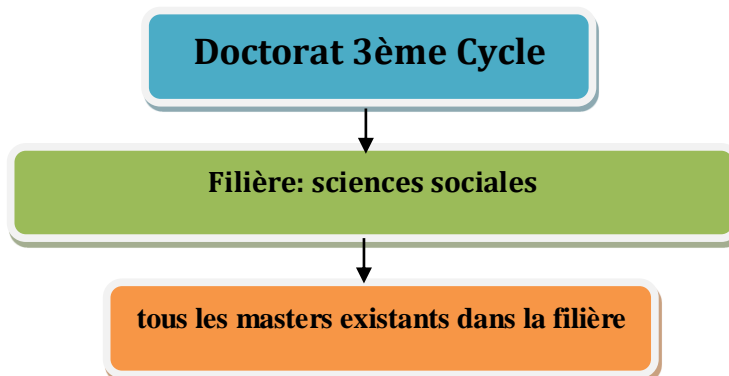 Doctorat 3ème Cycle
Filière: sciences sociales
tous les masters existants dans la filière